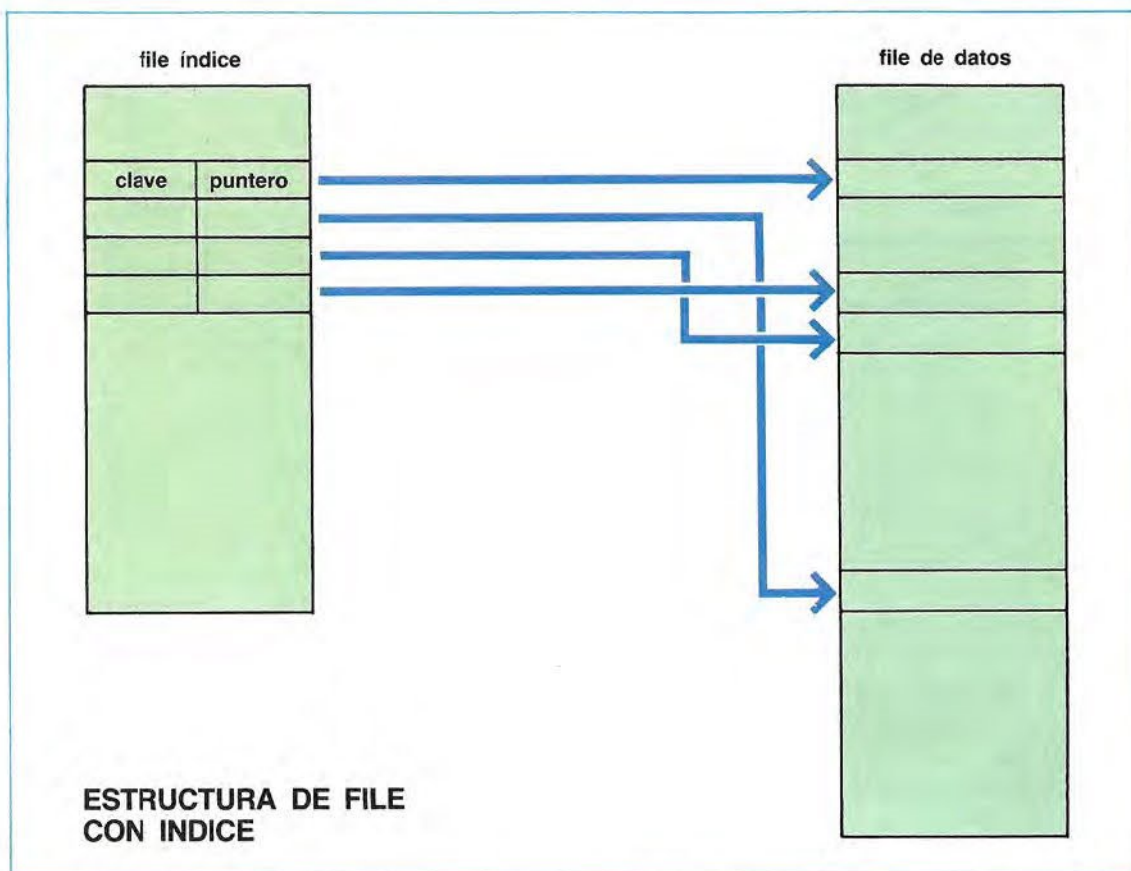 file índice
file de datos
clave puntero
ESTRUCTURA DE FILE
CON INDICE